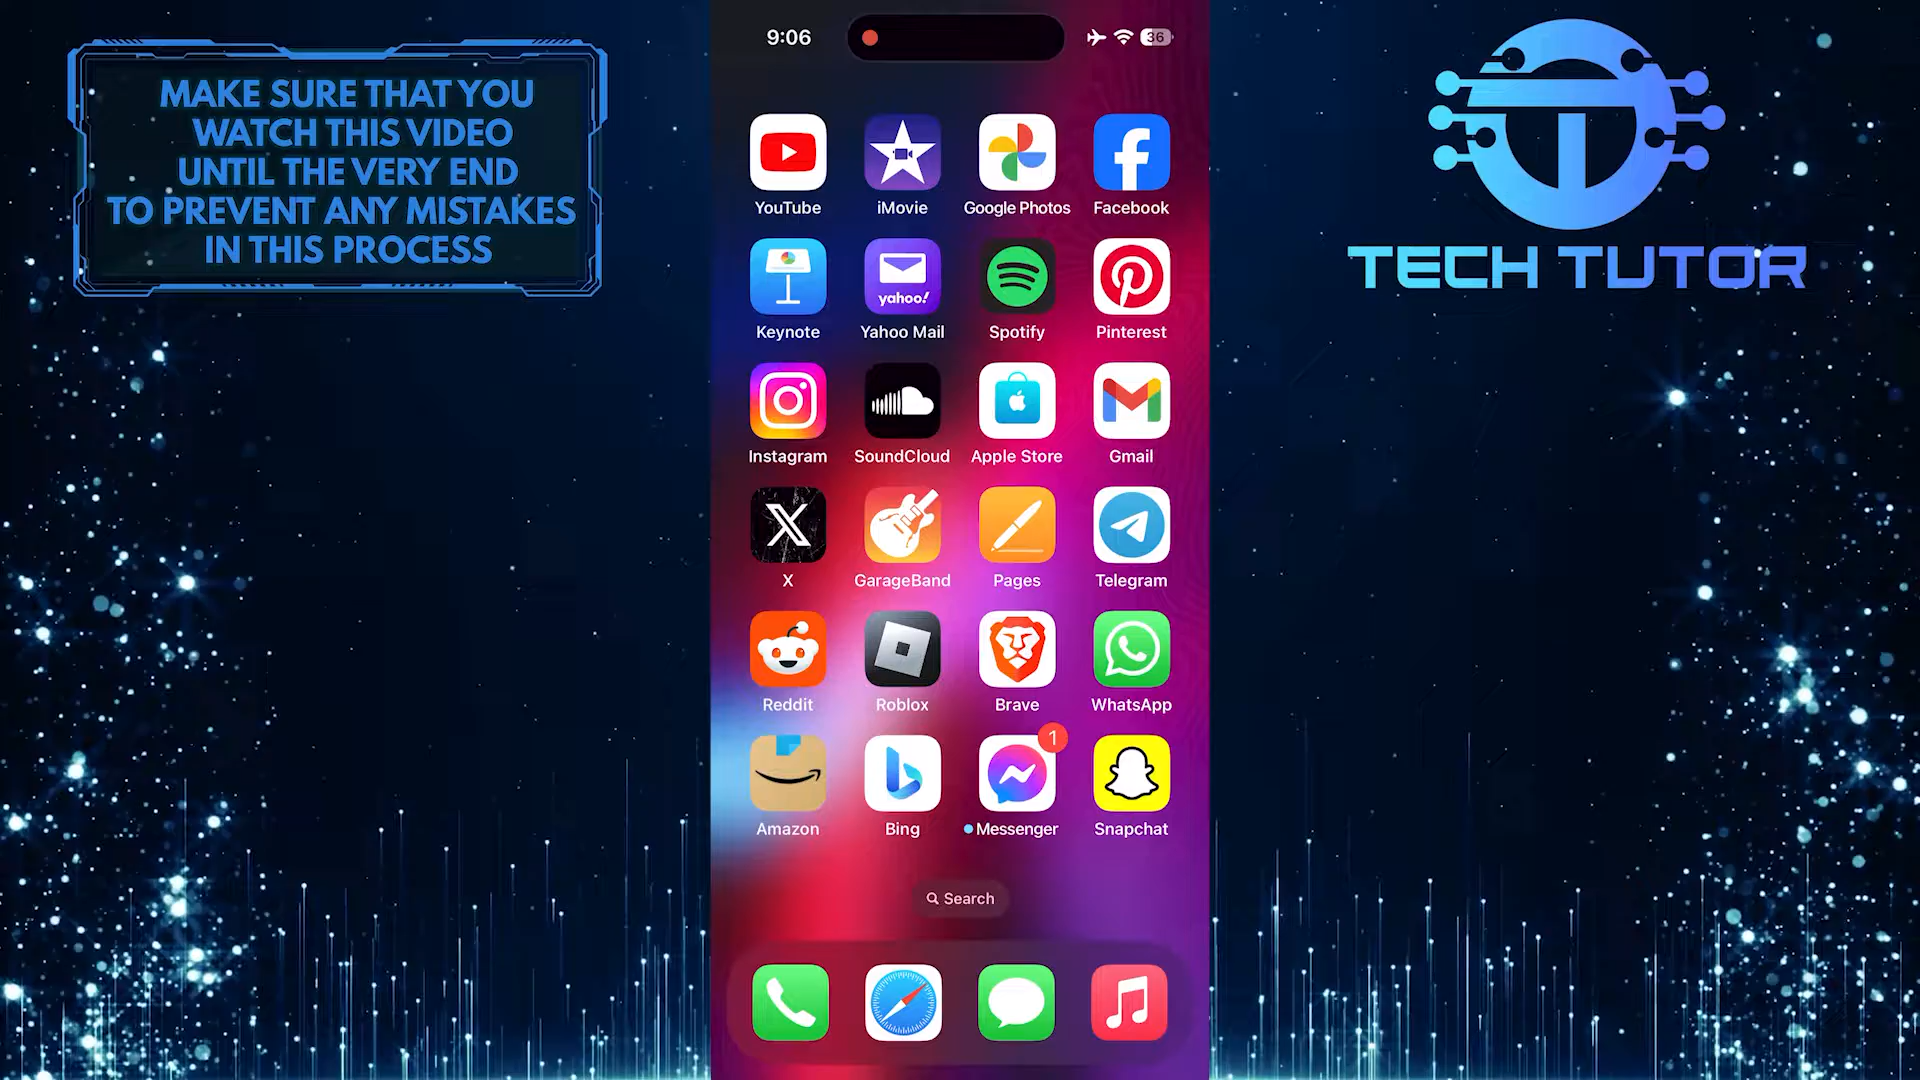 MAKE SURE THAT YOU
WATCH THIS VIDEO
UNTIL THE VERY END
TO PREVENT ANY MISTAKES
IN THIS PROCESS
9:06
36
TECH TUTOR
YouTube iMovie Google Photos Facebook
yahoo!
Keynote Yahoo Mail Spotify Pinterest
Instagram SoundCloud Apple Store Gmail
X GarageBand Pages Telegram
Reddit Roblox Brave WhatsApp
1
Amazon Bing Messenger Snapchat
Search